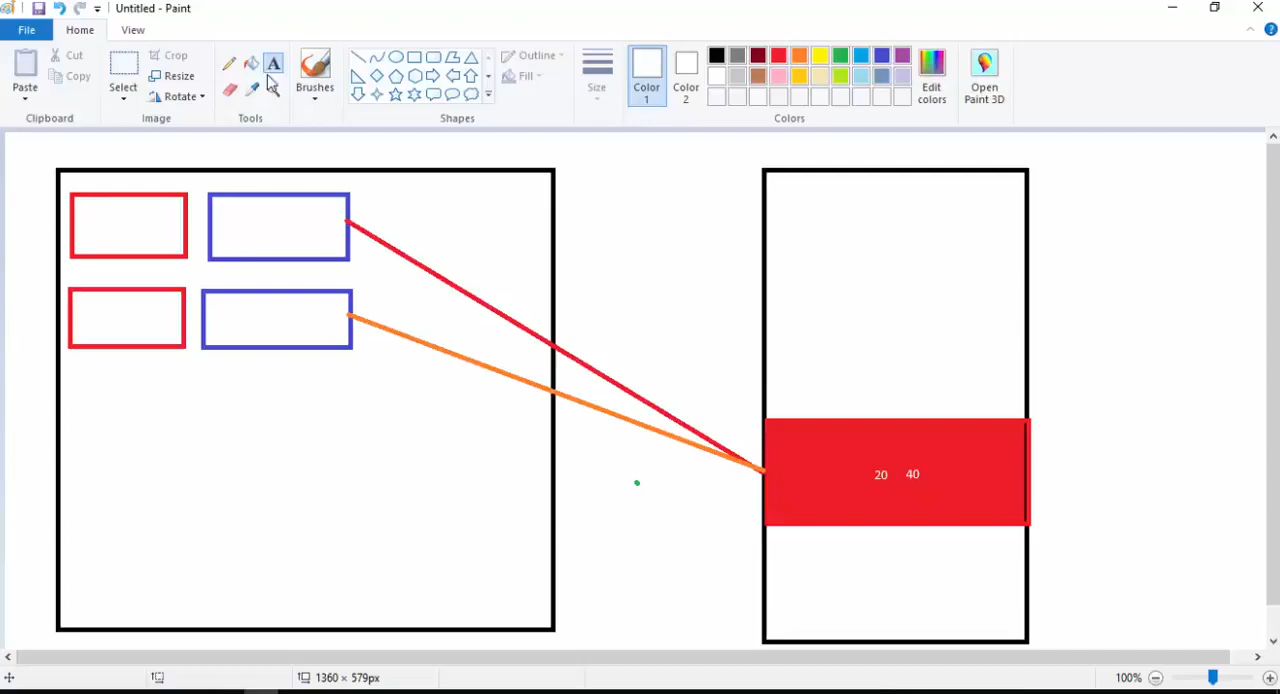 Untitled - Paint
File Home View
Paste
Cut
Copy
Clipboard
Select
Crop
Resize
Rotate
Image
Tools
Brushes
Outline
Fill
Shapes
Size
Color 1
Color 2
Edit colors
Colors
Open Paint 3D
20 40
1360 × 579px
100%